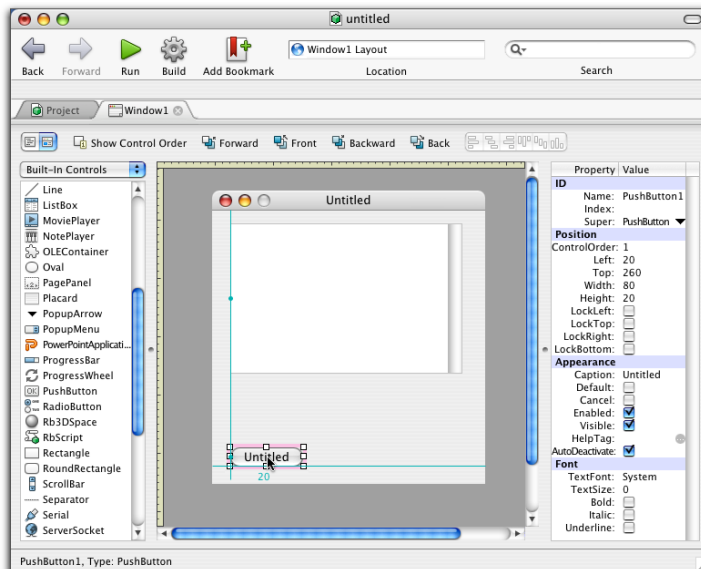 untitled
Back
Forward
Run
Build
Add Bookmark
Window1 Layout
Location
Search
Project
Window1
Show Control Order
Forward
Front
Backward
Back
Built-In Controls
Line
ListBox
MoviePlayer
NotePlayer
OLEContainer
Oval
PagePanel
Placard
PopupArrow
PopupMenu
PowerPointApplicati...
ProgressBar
ProgressWheel
PushButton
RadioButton
Rb3DSpace
RbScript
Rectangle
RoundRectangle
ScrollBar
Separator
Serial
ServerSocket
Untitled
Untitled
20
Property Value
ID
Name: PushButton1
Index:
Super: PushButton
Position
ControlOrder: 1
Left: 20
Top: 260
Width: 80
Height: 20
LockLeft:
LockTop:
LockRight:
LockBottom:
Appearance
Caption: Untitled
Default:
Cancel:
Enabled:
Visible:
HelpTag:
AutoDeactivate:
Font
TextFont: System
TextSize: 0
Bold:
Italic:
Underline:
PushButton1, Type: PushButton